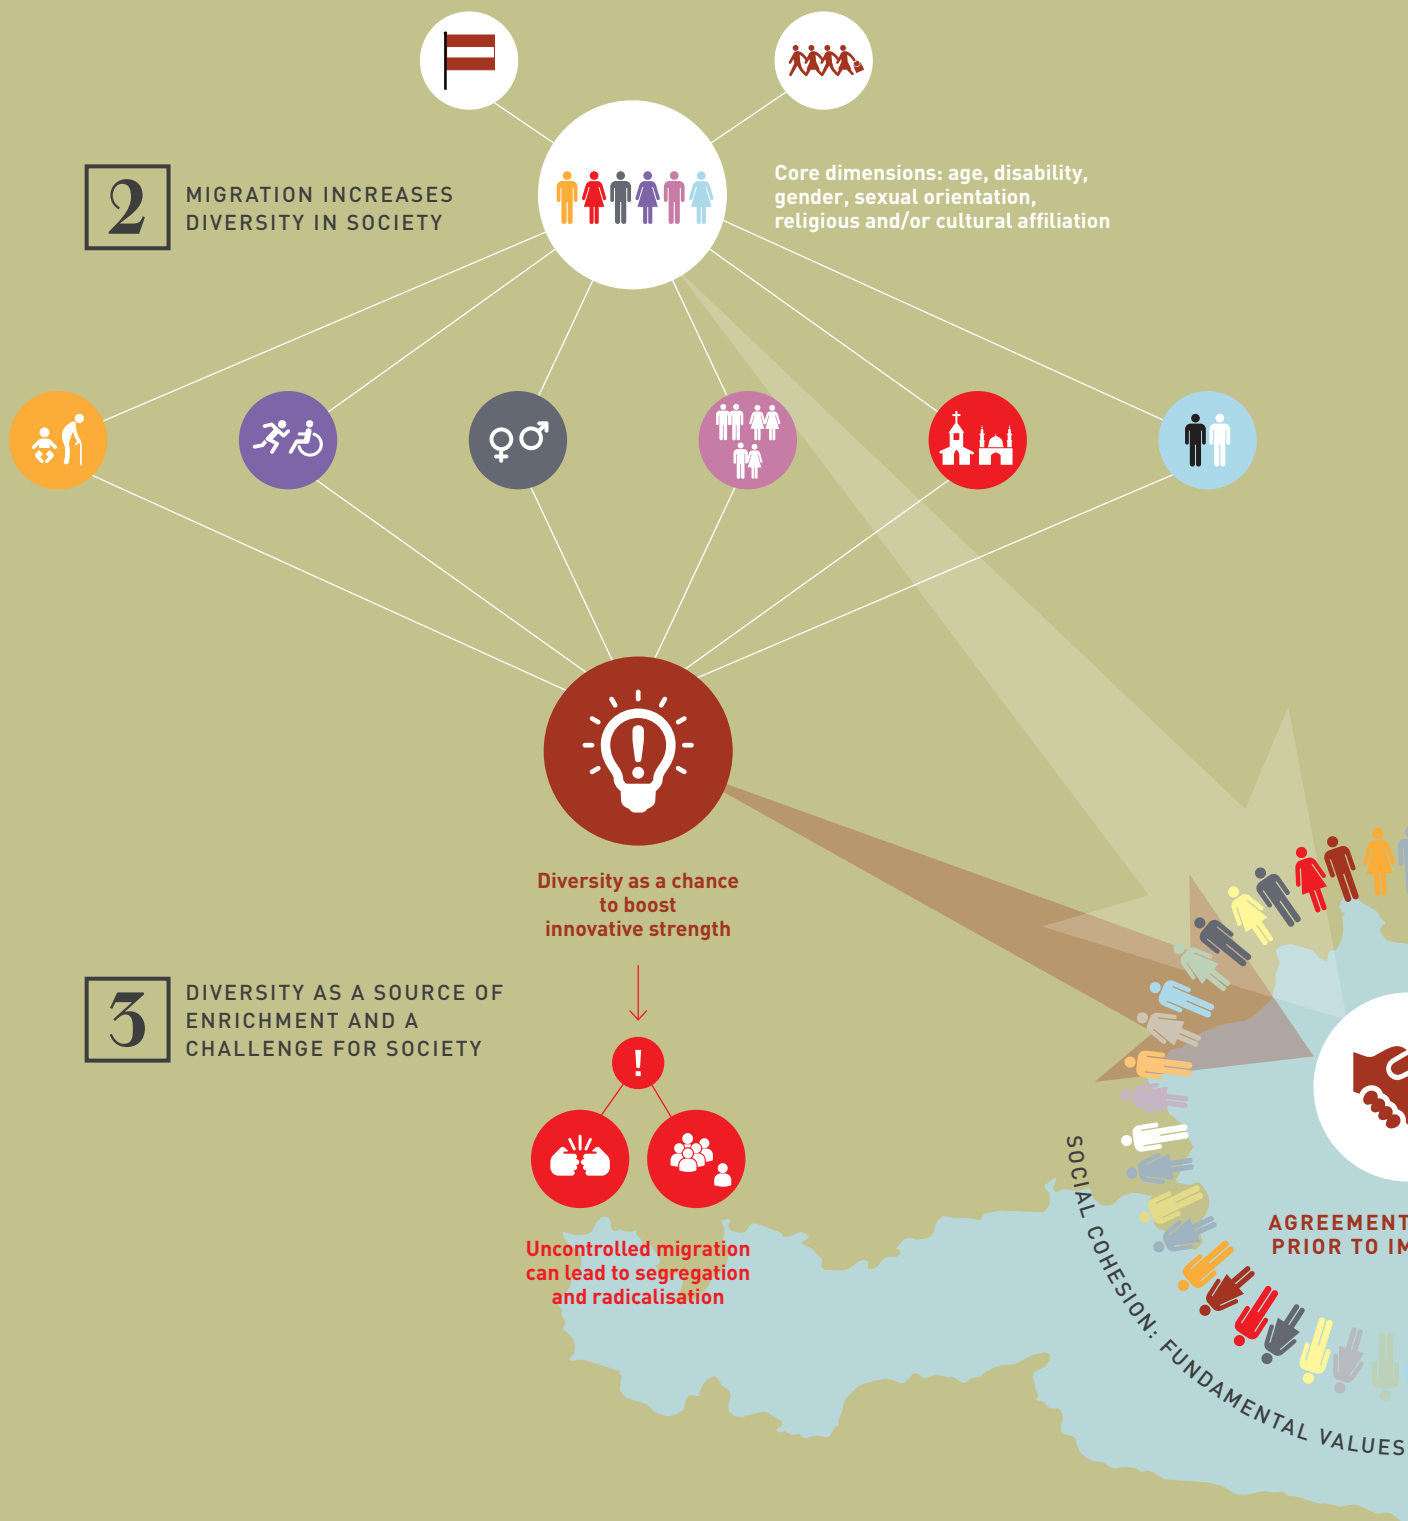 2
MIGRATION INCREASES
DIVERSITY IN SOCIETY
Core dimensions: age, disability,
gender, sexual orientation,
religious and/or cultural affiliation
Diversity as a chance
to boost
innovative strength
3
DIVERSITY AS A SOURCE OF
ENRICHMENT AND A
CHALLENGE FOR SOCIETY
!
Uncontrolled migration
can lead to segregation
and radicalisation
AGREEMENT
PRIOR TO
SOCIAL COHESION: FUNDAMENTAL VALUES